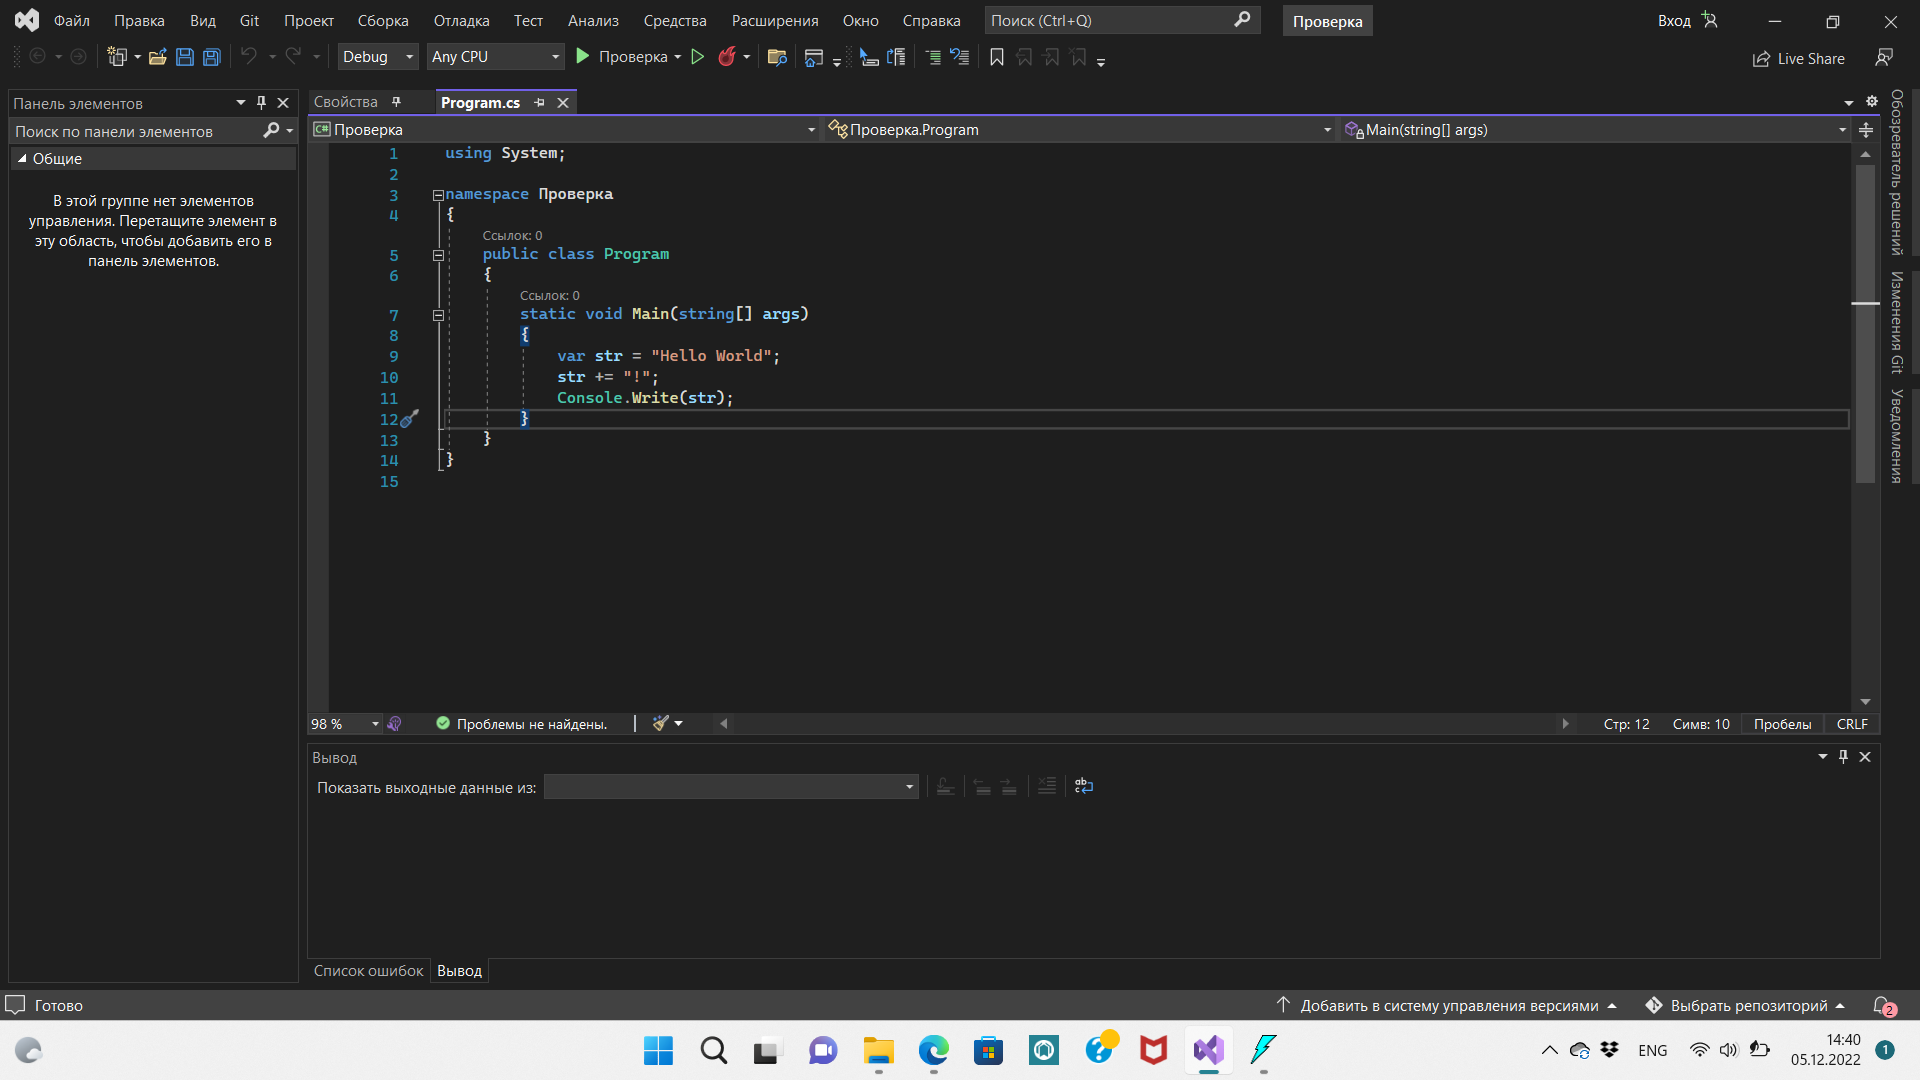 Файл Правка Вид Git Проект Сборка Отладка Тест Анализ Средства Расширения Окно Справка Поиск (Ctrl+Q) Проверка Вход
Debug Any CPU Проверка Live Share
Панель элементов
Поиск по панели элементов
Общие
В этой группе нет элементов
управления. Перетащите элемент в
эту область, чтобы добавить его в
панель элементов.
Свойства Program.cs
C# Проверка Проверка.Program Main(string[] args)
1 using System;
2
3 namespace Проверка
4 {
Ссылок: 0
5 public class Program
6 {
Ссылок: 0
7 static void Main(string[] args)
8 {
9 var str = "Hello World";
10 str += "!";
11 Console.Write(str);
12 }
13 }
14 }
15
98 % Проблемы не найдены. Стр: 12 Симв: 10 Пробелы CRLF
Вывод
Показать выходные данные из:
Список ошибок Вывод
Обозреватель решений
Изменения Git
Уведомления
Готово Добавить в систему управления версиями Выбрать репозиторий 2
ENG 14:40 1
05.12.2022